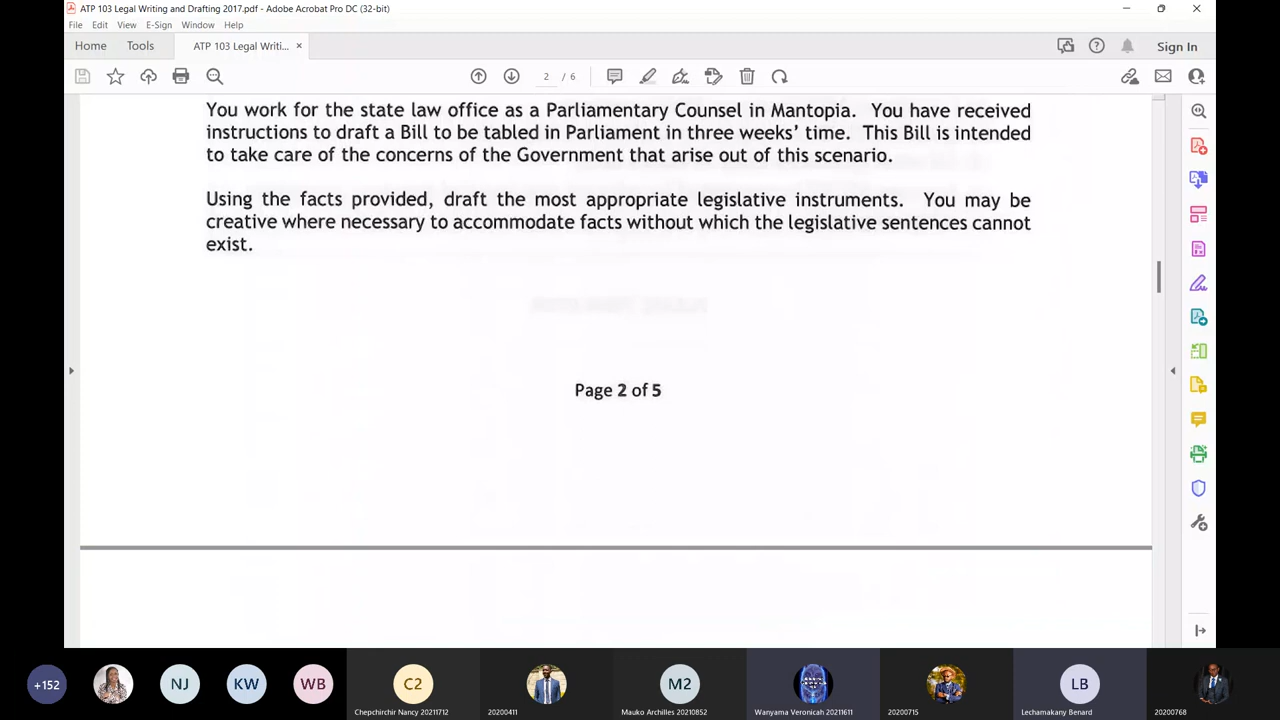 ATP 103 Legal Writing and Drafting 2017.pdf - Adobe Acrobat Pro DC (32-bit)
File Edit View E-Sign Window Help
Home Tools ATP 103 Legal Writi... × Sign In
2 / 6
You work for the state law office as a Parliamentary Counsel in Mantopia. You have received
instructions to draft a Bill to be tabled in Parliament in three weeks' time. This Bill is intended
to take care of the concerns of the Government that arise out of this scenario.
Using the facts provided, draft the most appropriate legislative instruments. You may be
creative where necessary to accommodate facts without which the legislative sentences cannot
exist.
Page 2 of 5
+152 NJ KW WB C2 M2 LB
Chepchirchir Nancy 20211712 20200411 Mauko Archilles 20210852 Wanyama Veronicah 20211611 20200715 Lechamakany Benard 20200768